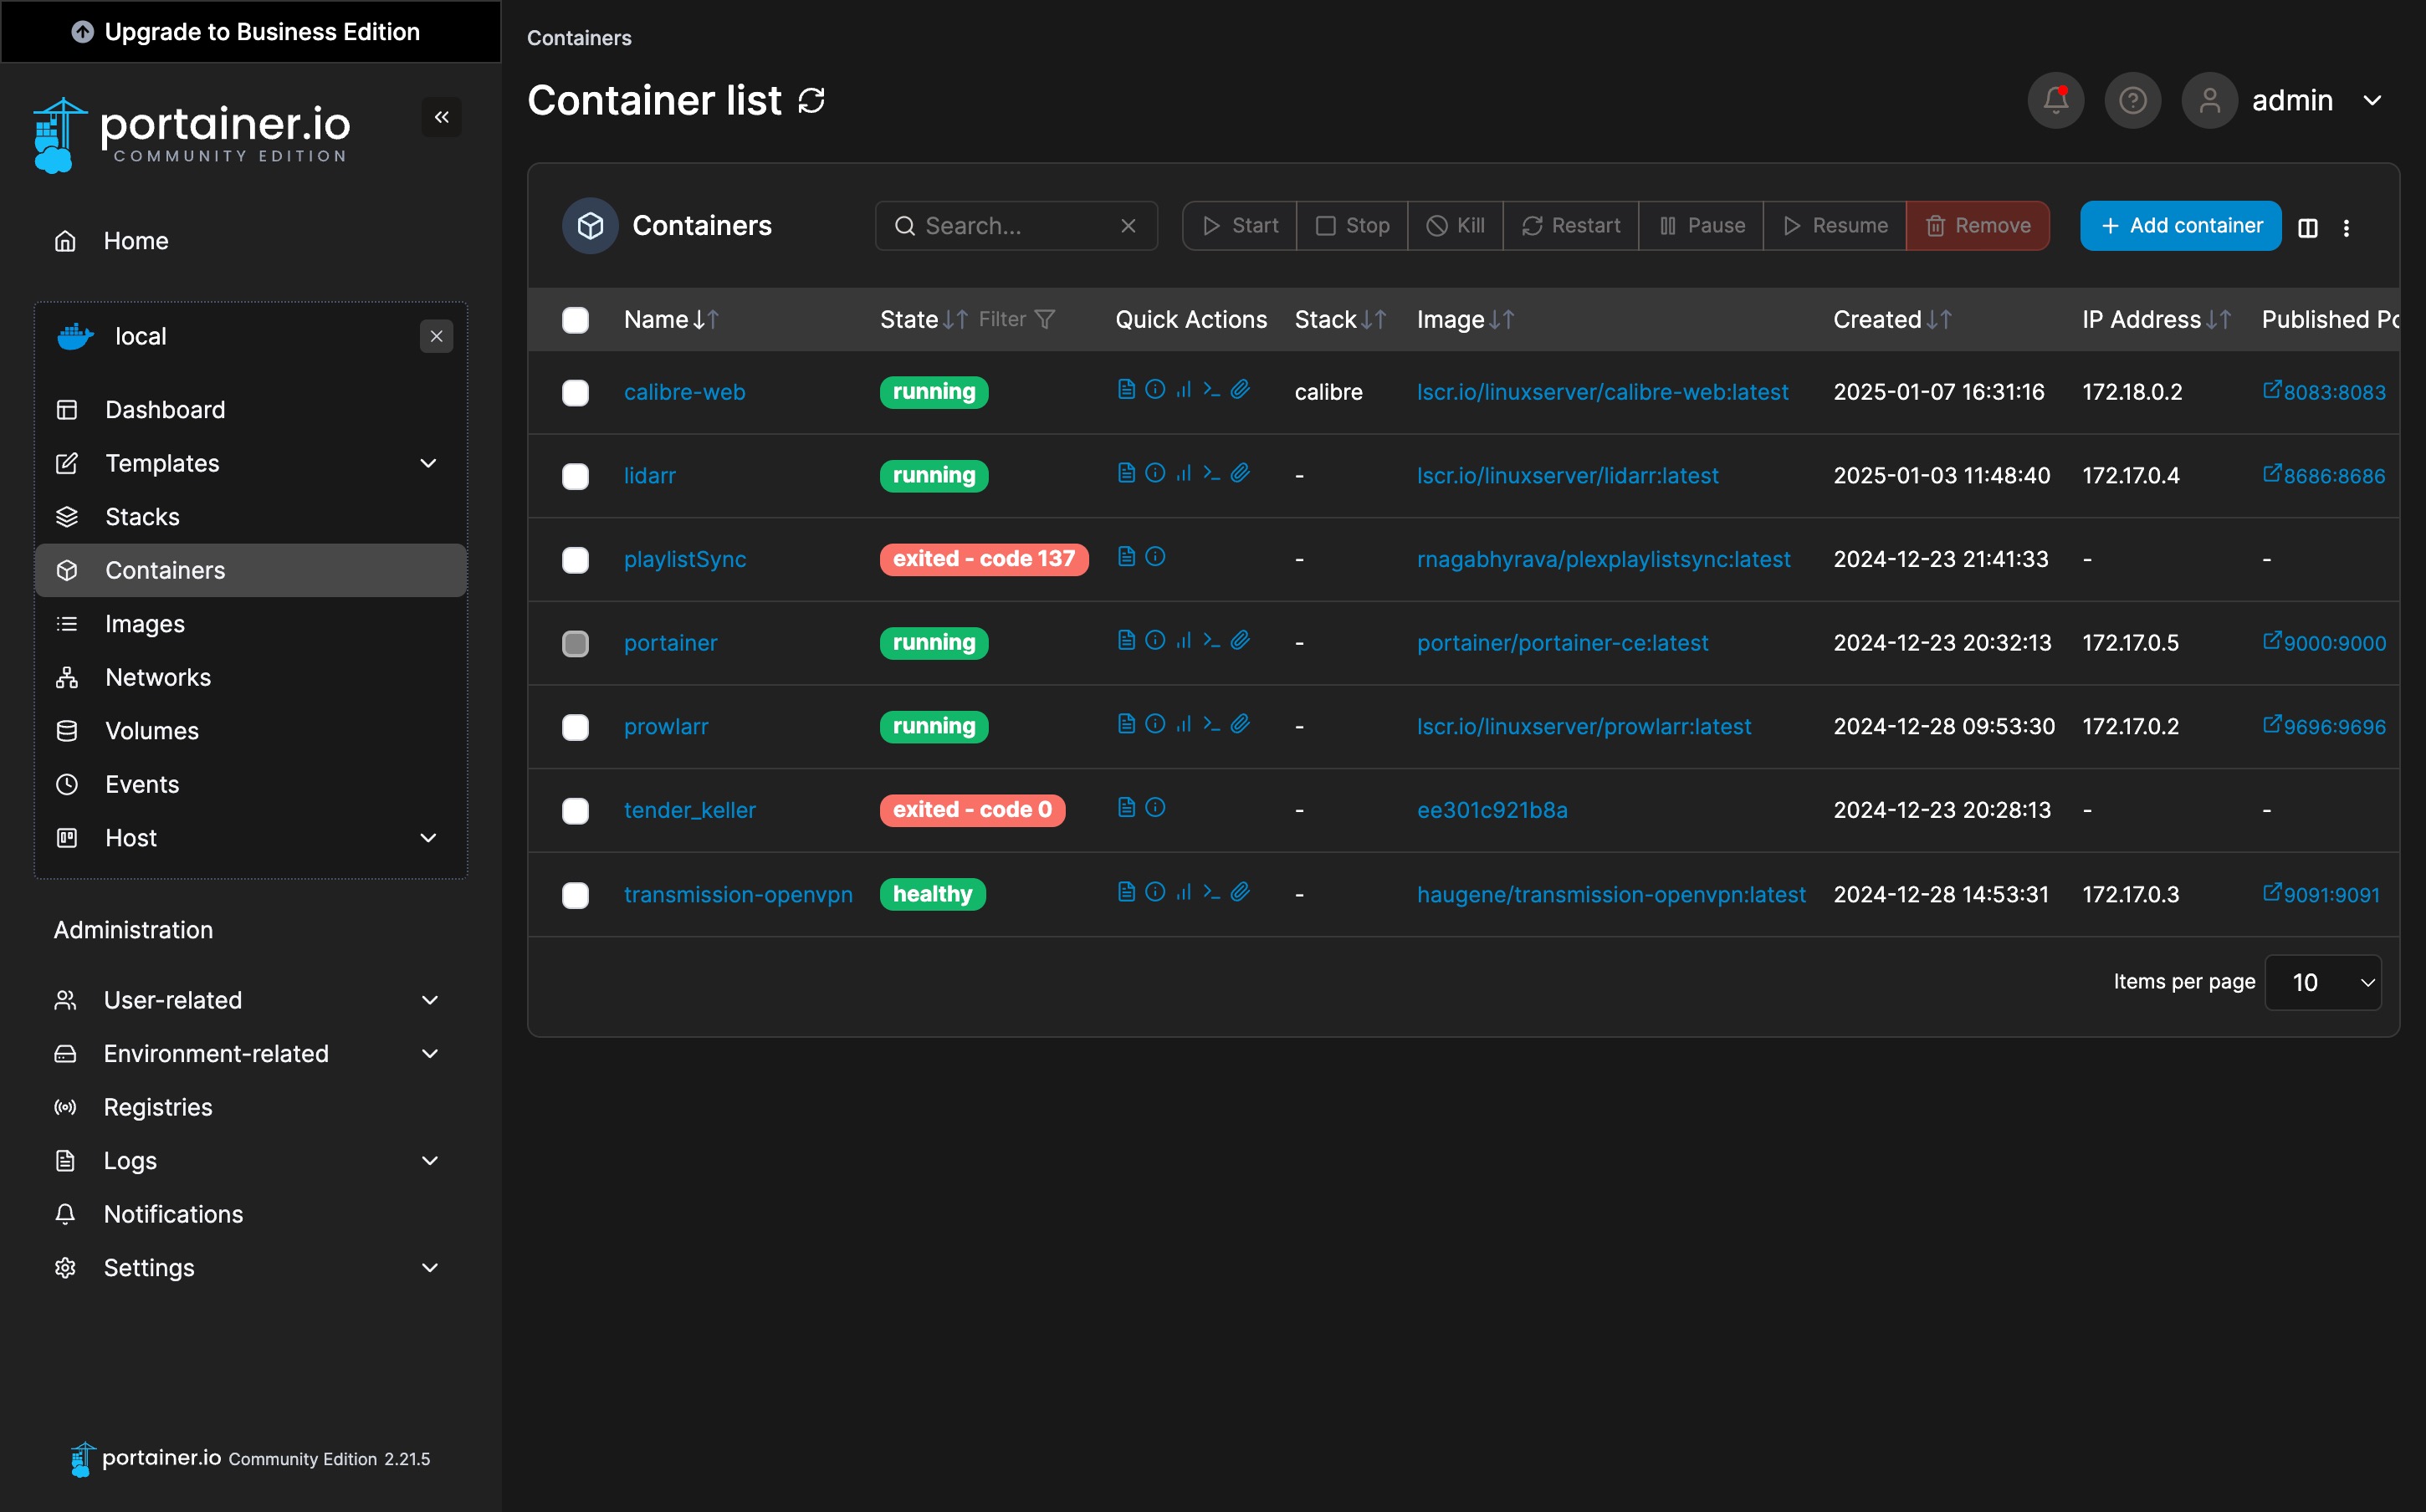 Upgrade to Business Edition
portainer.io
COMMUNITY EDITION
Home
local
Dashboard
Templates
Stacks
Containers
Images
Networks
Volumes
Events
Host
Administration
User-related
Environment-related
Registries
Logs
Notifications
Settings
portainer.io Community Edition 2.21.5
Containers
Container list
admin
Containers Search... Start Stop Kill Restart Pause Resume Remove + Add container
Name State Filter Quick Actions Stack Image Created IP Address Published Po
calibre-web running calibre lscr.io/linuxserver/calibre-web:latest 2025-01-07 16:31:16 172.18.0.2 8083:8083
lidarr running - lscr.io/linuxserver/lidarr:latest 2025-01-03 11:48:40 172.17.0.4 8686:8686
playlistSync exited - code 137 - rnagabhyrava/plexplaylistsync:latest 2024-12-23 21:41:33 - -
portainer running - portainer/portainer-ce:latest 2024-12-23 20:32:13 172.17.0.5 9000:9000
prowlarr running - lscr.io/linuxserver/prowlarr:latest 2024-12-28 09:53:30 172.17.0.2 9696:9696
tender_keller exited - code 0 - ee301c921b8a 2024-12-23 20:28:13 - -
transmission-openvpn healthy - haugene/transmission-openvpn:latest 2024-12-28 14:53:31 172.17.0.3 9091:9091
Items per page 10